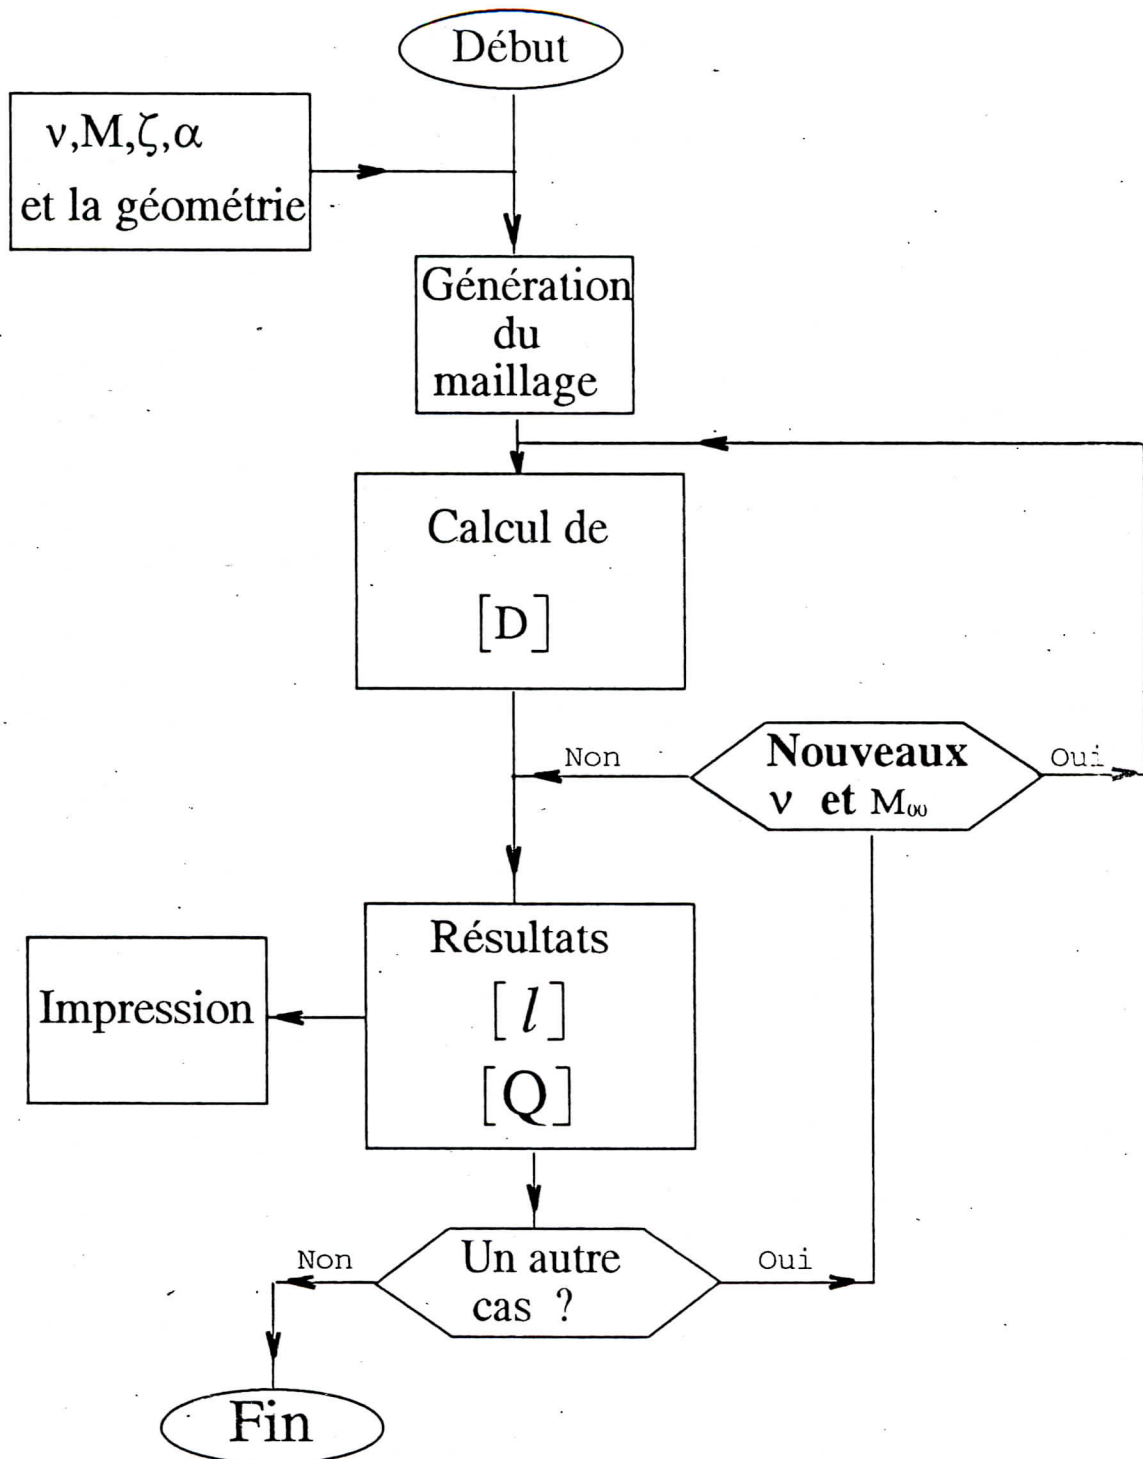 Début
ν,M,ζ,α
et la géométrie
Génération
du
maillage
Calcul de
[D]
Non
Nouveaux
ν et M∞
Oui
Résultats
[l]
[Q]
Impression
Non
Un autre
cas ?
Oui
Fin